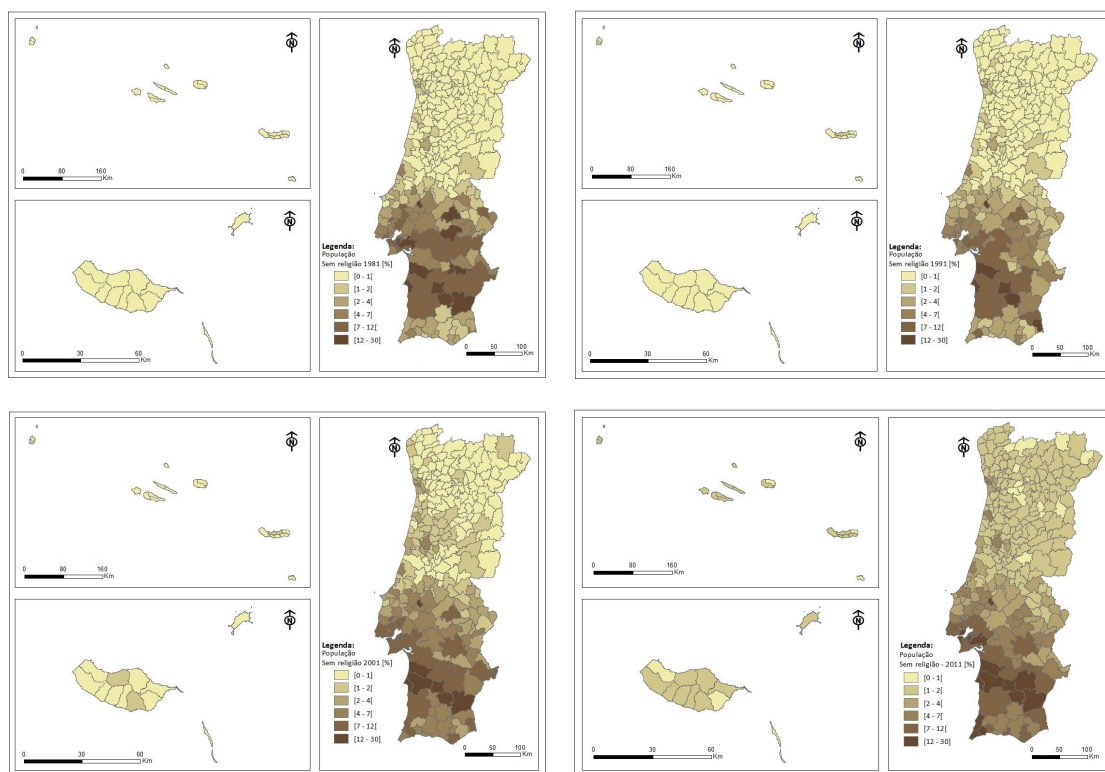 N
0 80 160
Km
N
0 30 60
Km
N
Legenda:
População
Sem religião 1981 [%]
[0 - 1[
[1 - 2[
[2 - 4[
[4 - 7[
[7 - 12[
[12 - 30]
0 50 100
Km
N
0 80 160
Km
N
0 30 60
Km
N
Legenda:
População
Sem religião 1991 [%]
[0 - 1[
[1 - 2[
[2 - 4[
[4 - 7[
[7 - 12[
[12 - 30]
0 50 100
Km
N
0 80 160
Km
N
0 30 60
Km
N
Legenda:
População
Sem religião 2001 [%]
[0 - 1[
[1 - 2[
[2 - 4[
[4 - 7[
[7 - 12[
[12 - 30]
0 50 100
Km
N
0 80 160
Km
N
0 30 60
Km
N
Legenda:
População
Sem religião - 2011 [%]
[0 - 1[
[1 - 2[
[2 - 4[
[4 - 7[
[7 - 12[
[12 - 30]
0 50 100
Km